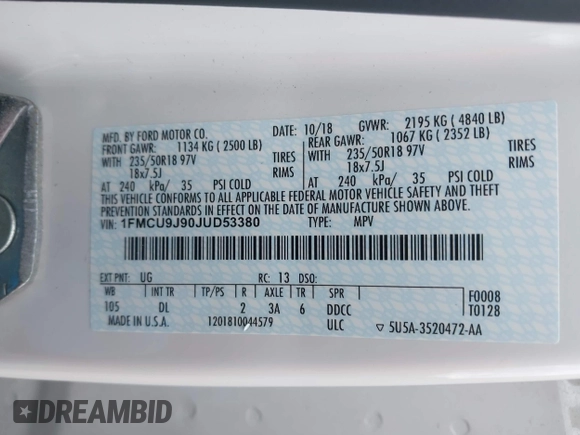 MFD. BY FORD MOTOR CO. DATE: 10/18 GVWR: 2195 KG ( 4840 LB)
FRONT GAWR: 1134 KG ( 2500 LB) REAR GAWR: 1067 KG ( 2352 LB)
WITH 235/50R18 97V TIRES WITH 235/50R18 97V TIRES
18x7.5J RIMS 18x7.5J RIMS
AT 240 kPa/ 35 PSI COLD AT 240 kPa/ 35 PSI COLD
THIS VEHICLE CONFORMS TO ALL APPLICABLE FEDERAL MOTOR VEHICLE SAFETY AND THEFT
PREVENTION STANDARDS IN EFFECT ON THE DATE OF MANUFACTURE SHOWN ABOVE.
VIN: 1FMCU9J90JUD53380 TYPE: MPV
EXT PNT: UG RC: 13 DSO:
WB INT TR TP/PS R AXLE TR SPR F0008
105 DL 2 3A 6 DDCC T0128
MADE IN U.S.A. 1201810044579 ULC ▽ 5U5A-3520472-AA
DREAMBID